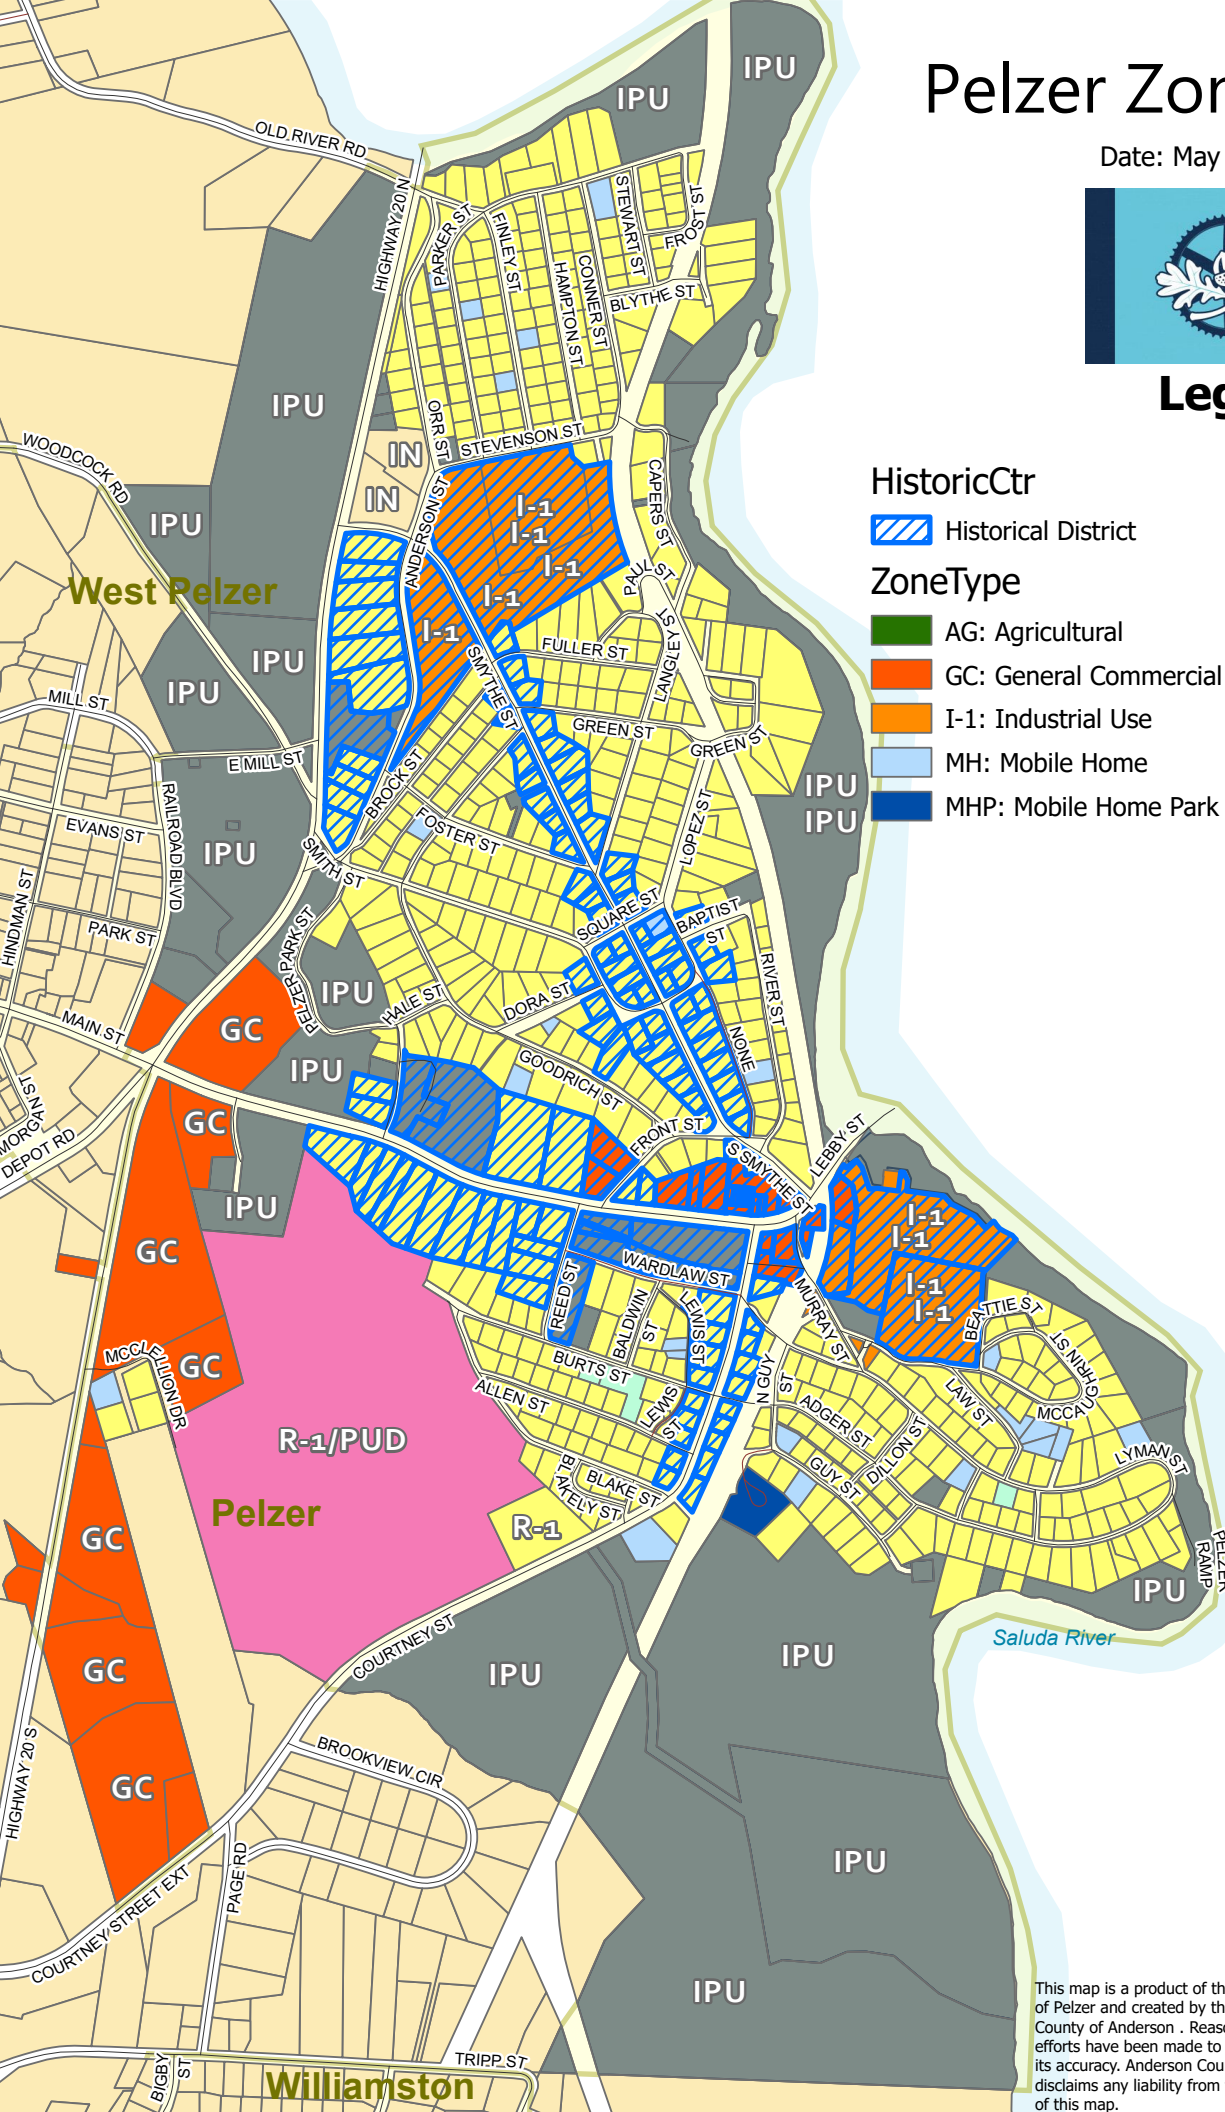 Pelzer Zon
Date: May
Leg
HistoricCtr
Historical District
ZoneType
AG: Agricultural
GC: General Commercial
I-1: Industrial Use
MH: Mobile Home
MHP: Mobile Home Park
IPU
IPU
OLD RIVER RD
HIGHWAY 20 N
PARKER ST
FINLEY ST
HAMPTON ST
CONNER ST
STEWART ST
FROST ST
BLYTHE ST
IPU
ORR ST
STEVENSON ST
IN
IN
WOODCOCK RD
IPU
I-1
I-1
I-1
I-1
I-1
ANDERSON ST
CAPERS ST
PAUL ST
West Pelzer
IPU
IPU
SMYTHE ST
FULLER ST
LANGLEY ST
MILL ST
E MILL ST
GREEN ST
GREEN ST
BROCK ST
IPU
IPU
RAILROAD BLVD
EVANS ST
FOSTER ST
LOPEZ ST
IPU
SMITH ST
HINDMAN ST
PARK ST
SQUARE ST
BAPTIST
ST
PELZER PARK ST
IPU
HALE ST
DORA ST
RIVER ST
MAIN ST
GC
NONE
IPU
GOODRICH ST
MORGAN ST
DEPOT RD
GC
FRONT ST
S SMYTHE ST
LEBBY ST
IPU
I-1
I-1
I-1
I-1
GC
WARDLAW ST
REED ST
BALDWIN
ST
LEWIS ST
MURRAY ST
BEATTIE ST
MCCLELLION DR
GC
BURTS ST
ALLEN ST
LEWIS
ST
N GUY
ST
ADGER ST
LAW ST
MCCAUGHRIN ST
R-1/PUD
DILLON ST
GUY ST
LYMAN ST
Pelzer
BLAKE ST
BLAKELY ST
R-1
GC
PELZER
RAMP
IPU
Saluda River
COURTNEY ST
IPU
IPU
GC
HIGHWAY 20 S
BROOKVIEW CIR
GC
IPU
PAGE RD
COURTNEY STREET EXT
IPU
This map is a product of th
of Pelzer and created by th
County of Anderson . Reaso
efforts have been made to
its accuracy. Anderson Cou
disclaims any liability from
of this map.
TRIPP ST
BIGBY
ST
Williamston